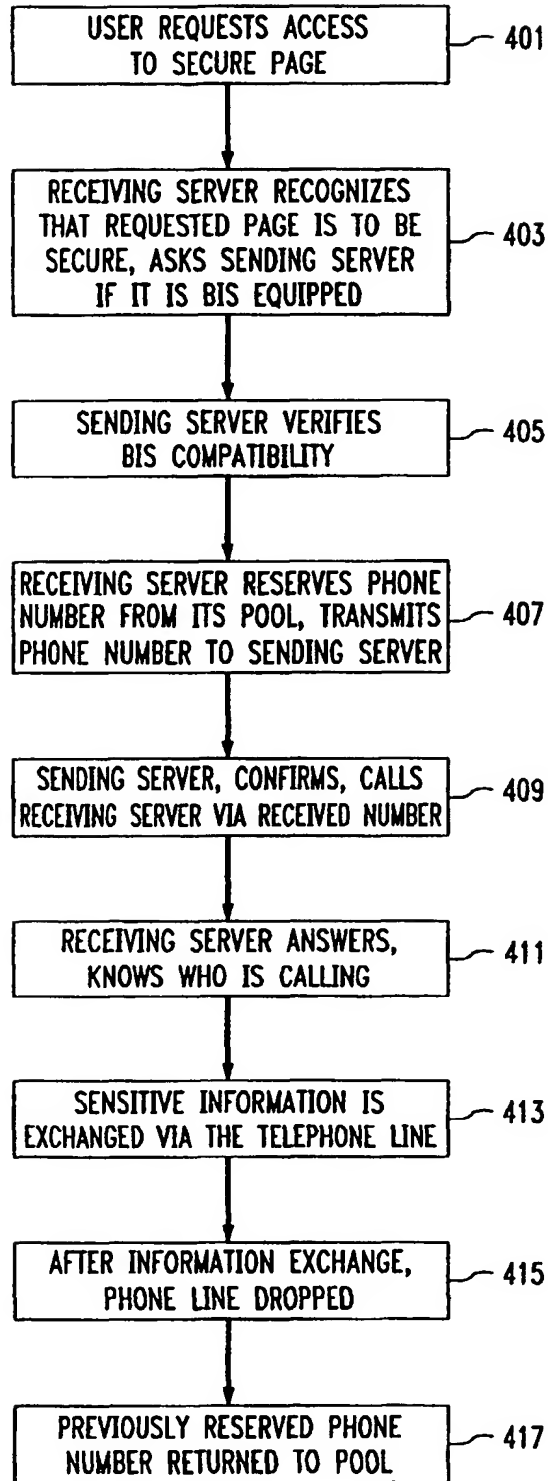 USER REQUESTS ACCESS
TO SECURE PAGE
401
RECEIVING SERVER RECOGNIZES
THAT REQUESTED PAGE IS TO BE
SECURE, ASKS SENDING SERVER
IF IT IS BIS EQUIPPED
403
SENDING SERVER VERIFIES
BIS COMPATIBILITY
405
RECEIVING SERVER RESERVES PHONE
NUMBER FROM ITS POOL, TRANSMITS
PHONE NUMBER TO SENDING SERVER
407
SENDING SERVER, CONFIRMS, CALLS
RECEIVING SERVER VIA RECEIVED NUMBER
409
RECEIVING SERVER ANSWERS,
KNOWS WHO IS CALLING
411
SENSITIVE INFORMATION IS
EXCHANGED VIA THE TELEPHONE LINE
413
AFTER INFORMATION EXCHANGE,
PHONE LINE DROPPED
415
PREVIOUSLY RESERVED PHONE
NUMBER RETURNED TO POOL
417